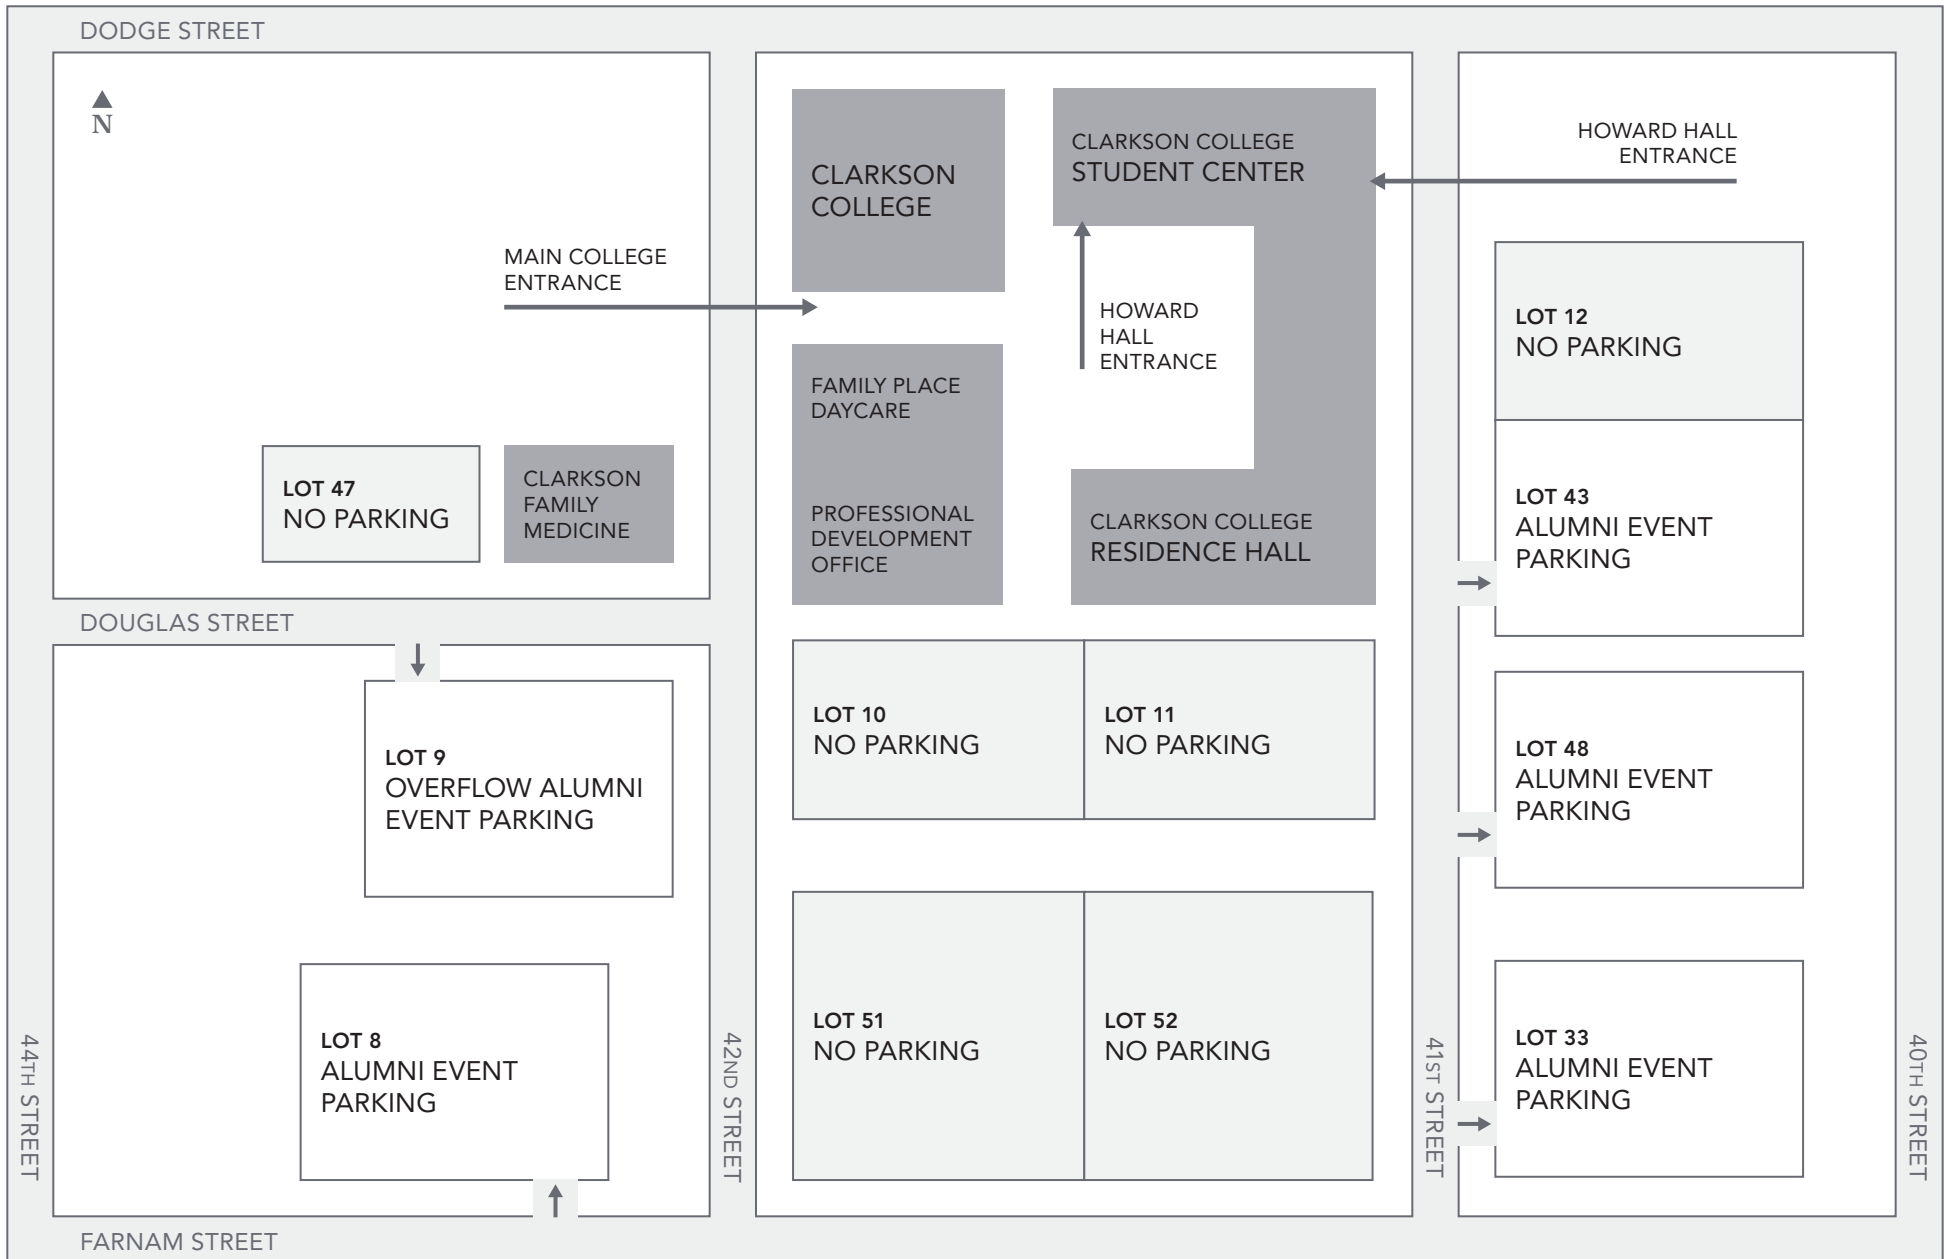 DODGE STREET
N
MAIN COLLEGE
ENTRANCE
LOT 47
NO PARKING
CLARKSON
FAMILY
MEDICINE
DOUGLAS STREET
LOT 9
OVERFLOW ALUMNI
EVENT PARKING
LOT 8
ALUMNI EVENT
PARKING
44TH STREET
42ND STREET
FARNAM STREET
CLARKSON
COLLEGE
CLARKSON COLLEGE
STUDENT CENTER
HOWARD
HALL
ENTRANCE
FAMILY PLACE
DAYCARE
PROFESSIONAL
DEVELOPMENT
OFFICE
CLARKSON COLLEGE
RESIDENCE HALL
LOT 10
NO PARKING
LOT 11
NO PARKING
LOT 51
NO PARKING
LOT 52
NO PARKING
41ST STREET
HOWARD HALL
ENTRANCE
LOT 12
NO PARKING
LOT 43
ALUMNI EVENT
PARKING
LOT 48
ALUMNI EVENT
PARKING
LOT 33
ALUMNI EVENT
PARKING
40TH STREET